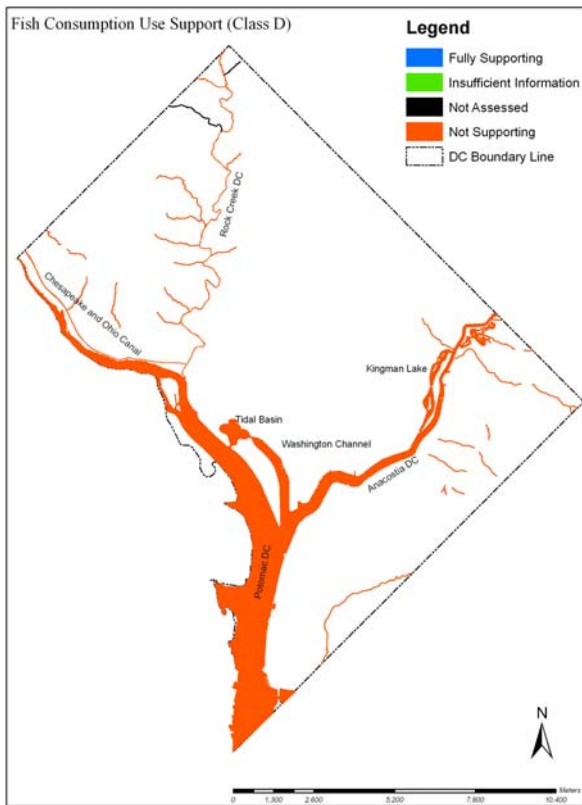 Fish Consumption Use Support (Class D)
Legend
Fully Supporting
Insufficient Information
Not Assessed
Not Supporting
DC Boundary Line
Rock Creek DC
Chesapeake and Ohio Canal
Kingman Lake
Tidal Basin
Washington Channel
Anacostia DC
Potomac DC
N
Meters
0 1,300 2,600 5,200 7,800 10,400